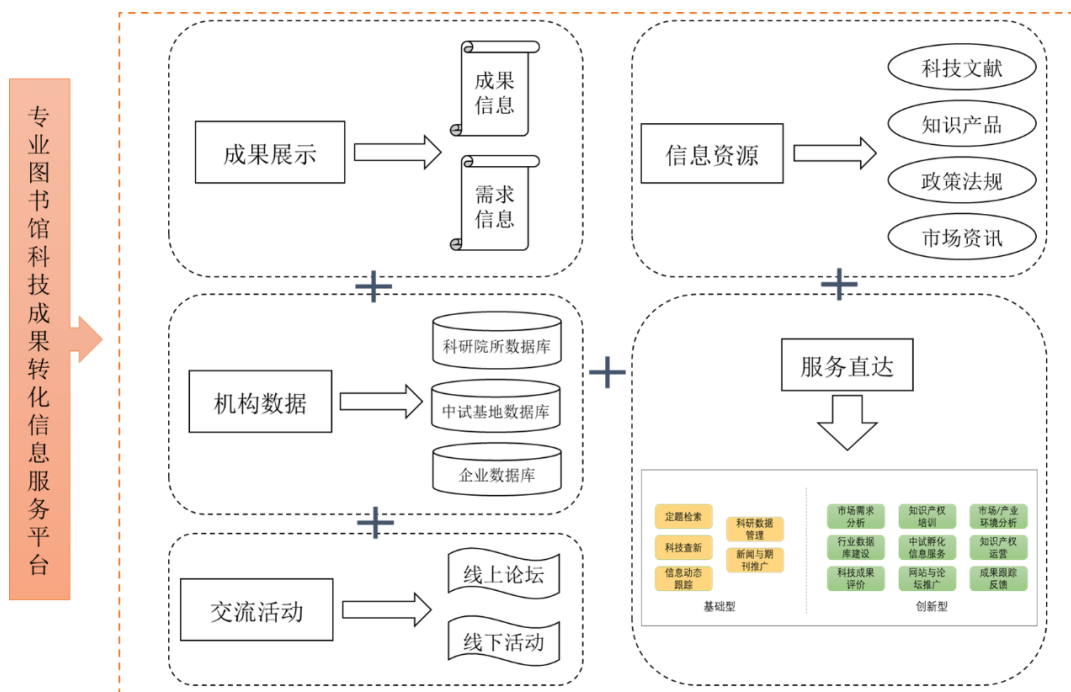 专业图书馆科技成果转化信息服务平台
成果展示
成果
信息
需求
信息
信息资源
科技文献
知识产品
政策法规
市场资讯
机构数据
科研院所数据库
中试基地数据库
企业数据库
服务直达
定题检索
科技查新
信息动态
跟踪
科研数据
管理
新闻与期
刊推广
基础型
市场需求
分析
知识产权
培训
市场/产业
环境分析
行业数据
库建设
中试孵化
信息服务
知识产权
运营
科技成果
评价
网站与论
坛推广
成果跟踪
反馈
创新型
交流活动
线上论坛
线下活动